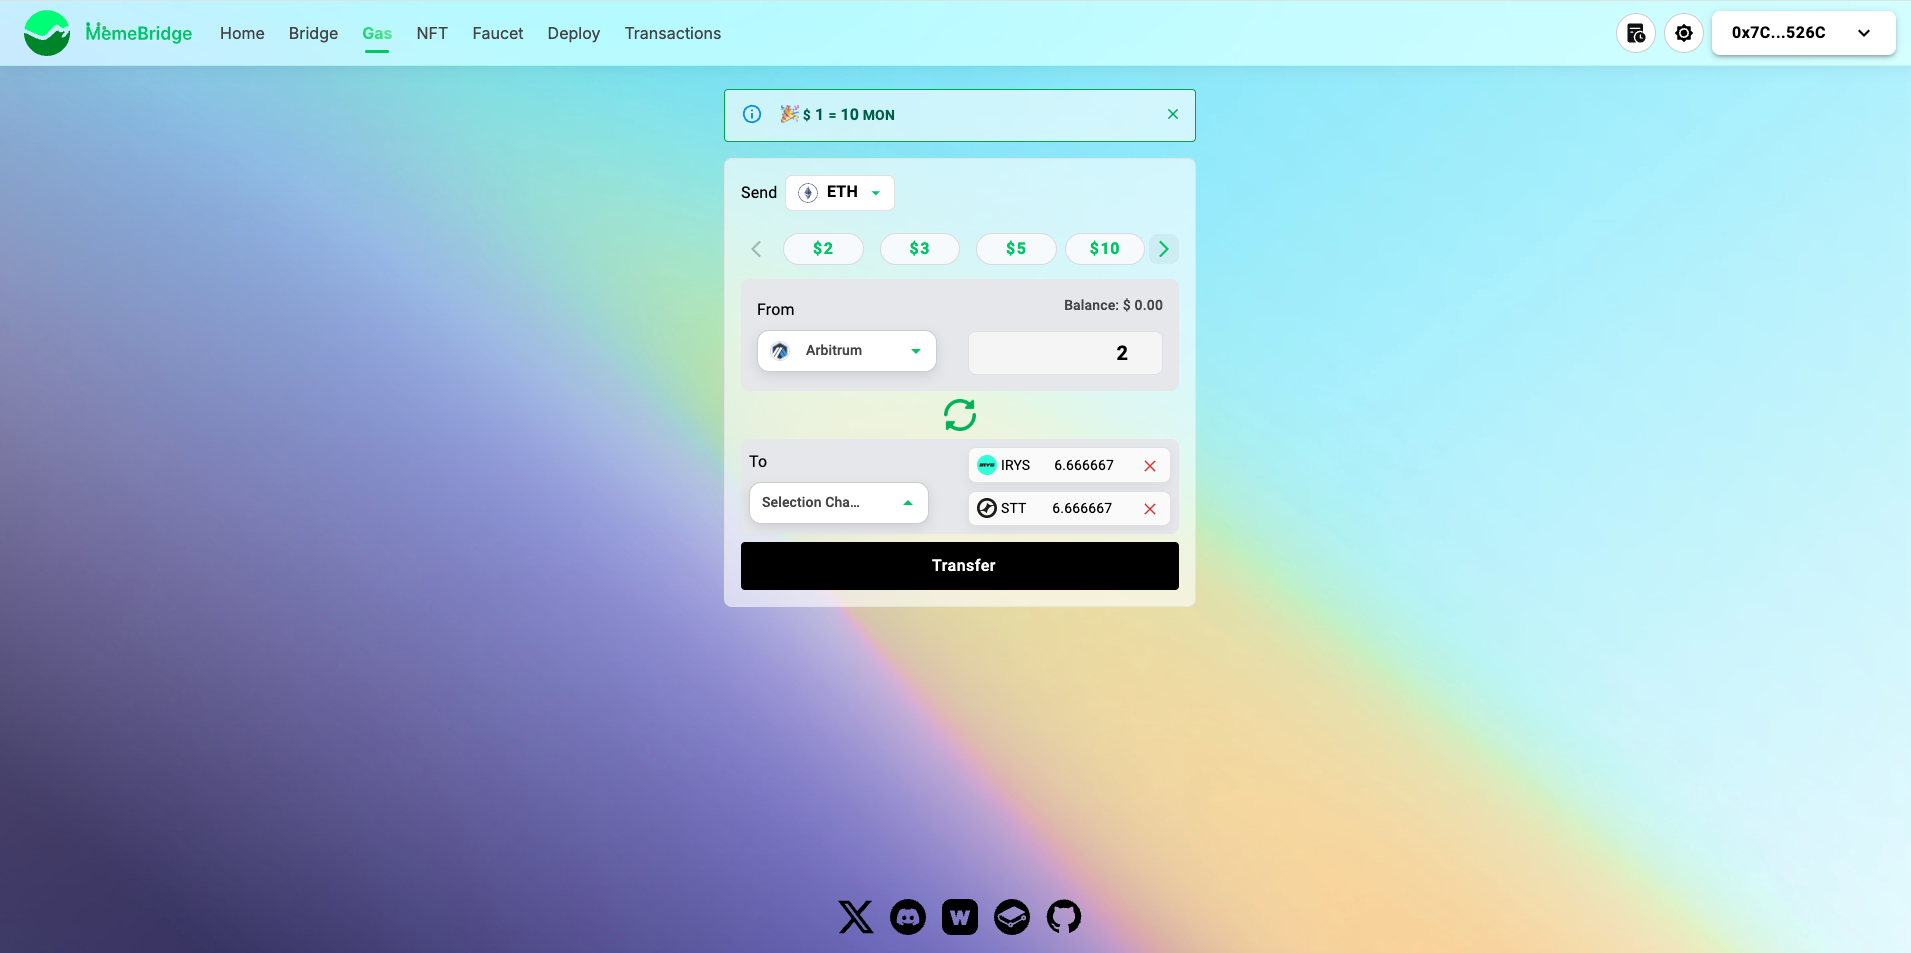 MemeBridge
Home Bridge Gas NFT Faucet Deploy Transactions
0x7C...526C
$ 1 = 10 MON
Send ETH
$2 $3 $5 $10
From
Balance: $ 0.00
Arbitrum
2
To
IRYS 6.666667
Selection Cha...
STT 6.666667
Transfer
W